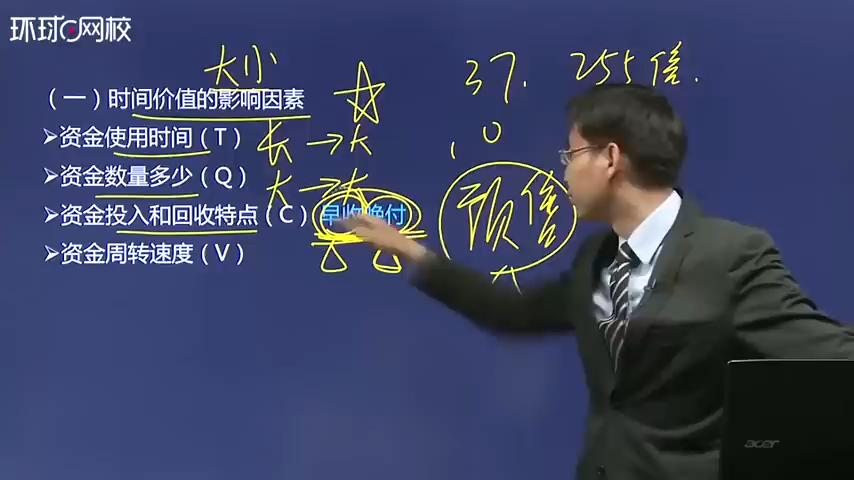 环球网校
大小
37. 255倍.
（一）时间价值的影响因素
➢资金使用时间（T） 长→大
➢资金数量多少（Q） 大→大
➢资金投入和回收特点（C） 早收晚付
➢资金周转速度（V）
acer